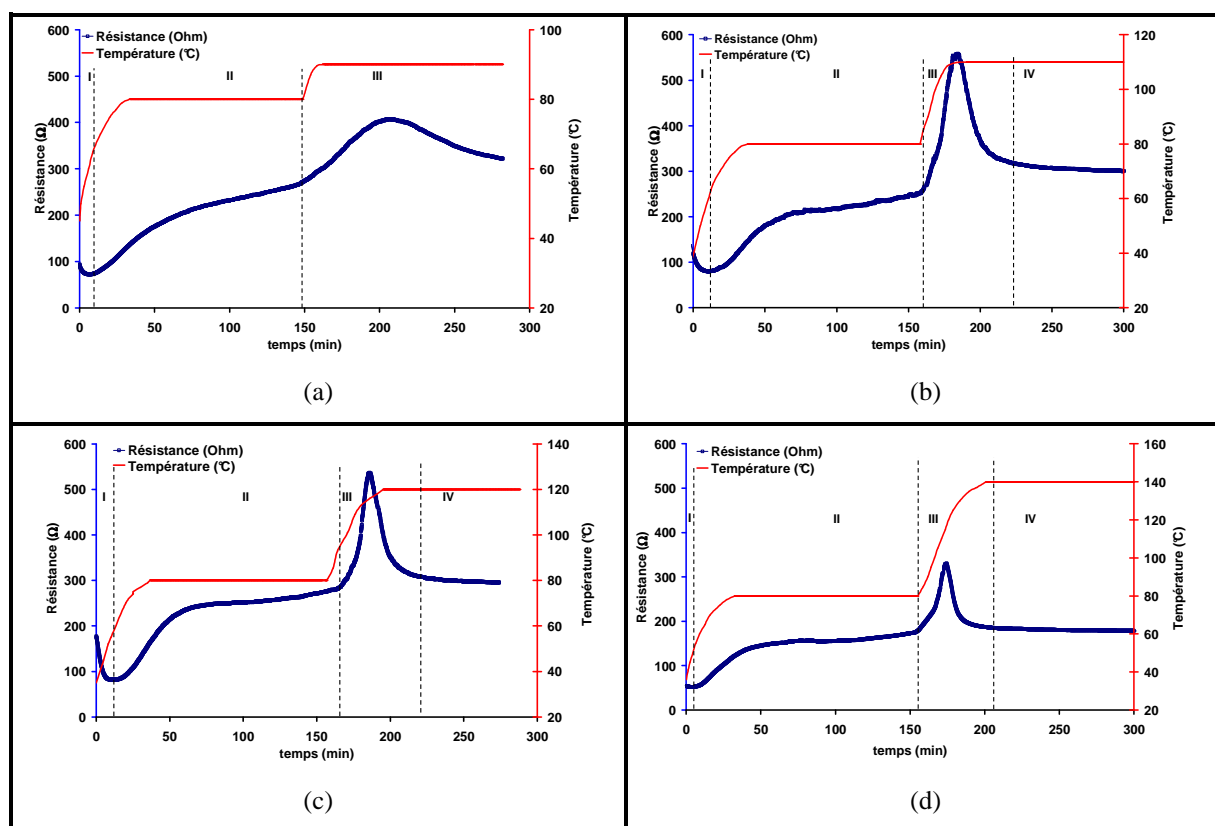 Résistance (Ohm)
Température (°C)
I
II
III
600
500
400
300
200
100
0
100
80
60
40
20
0
50
100
150
200
250
300
Résistance (Ω)
Température (°C)
temps (min)
(a)
Résistance (Ohm)
Température (°C)
I
II
III
IV
600
500
400
300
200
100
0
120
110
100
90
80
70
60
50
40
30
20
0
50
100
150
200
250
300
Résistance (Ω)
Température (°C)
temps (min)
(b)
Résistance (Ohm)
Température (°C)
I
II
III
IV
600
500
400
300
200
100
0
140
120
100
80
60
40
20
0
50
100
150
200
250
300
Résistance (Ω)
Température (°C)
temps (min)
(c)
Résistance (Ohm)
Température (°C)
I
II
III
IV
600
500
400
300
200
100
0
160
140
120
100
80
60
40
20
0
50
100
150
200
250
300
Résistance (Ω)
Température (°C)
temps (min)
(d)